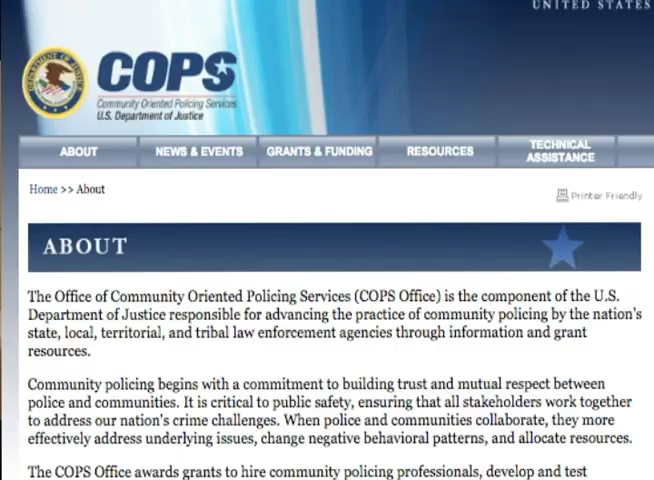 UNITED STATES
DEPARTMENT OF JUSTICE
COPS
Community Oriented Policing Services
U.S. Department of Justice
ABOUT
NEWS & EVENTS
GRANTS & FUNDING
RESOURCES
TECHNICAL
ASSISTANCE
Home >> About
Printer Friendly
ABOUT
The Office of Community Oriented Policing Services (COPS Office) is the component of the U.S.
Department of Justice responsible for advancing the practice of community policing by the nation's
state, local, territorial, and tribal law enforcement agencies through information and grant
resources.
Community policing begins with a commitment to building trust and mutual respect between
police and communities. It is critical to public safety, ensuring that all stakeholders work together
to address our nation's crime challenges. When police and communities collaborate, they more
effectively address underlying issues, change negative behavioral patterns, and allocate resources.
The COPS Office awards grants to hire community policing professionals, develop and test